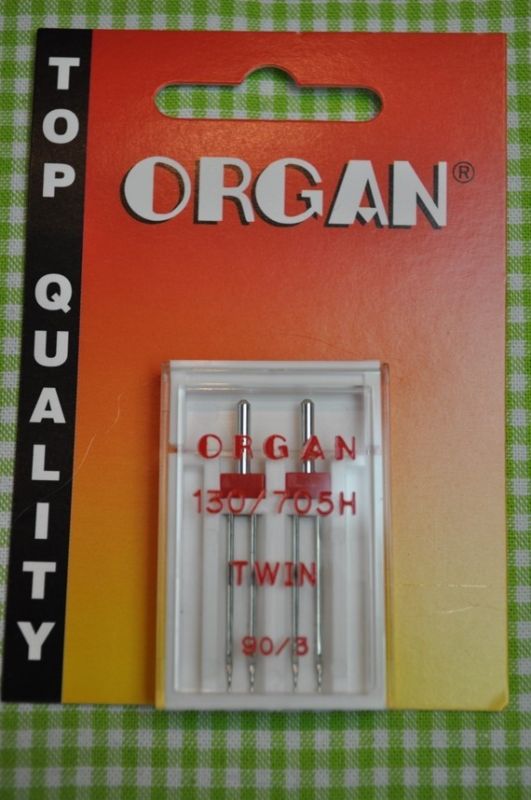 TOP QUALITY
ORGAN®
ORGAN
130/705H
TWIN
90/3